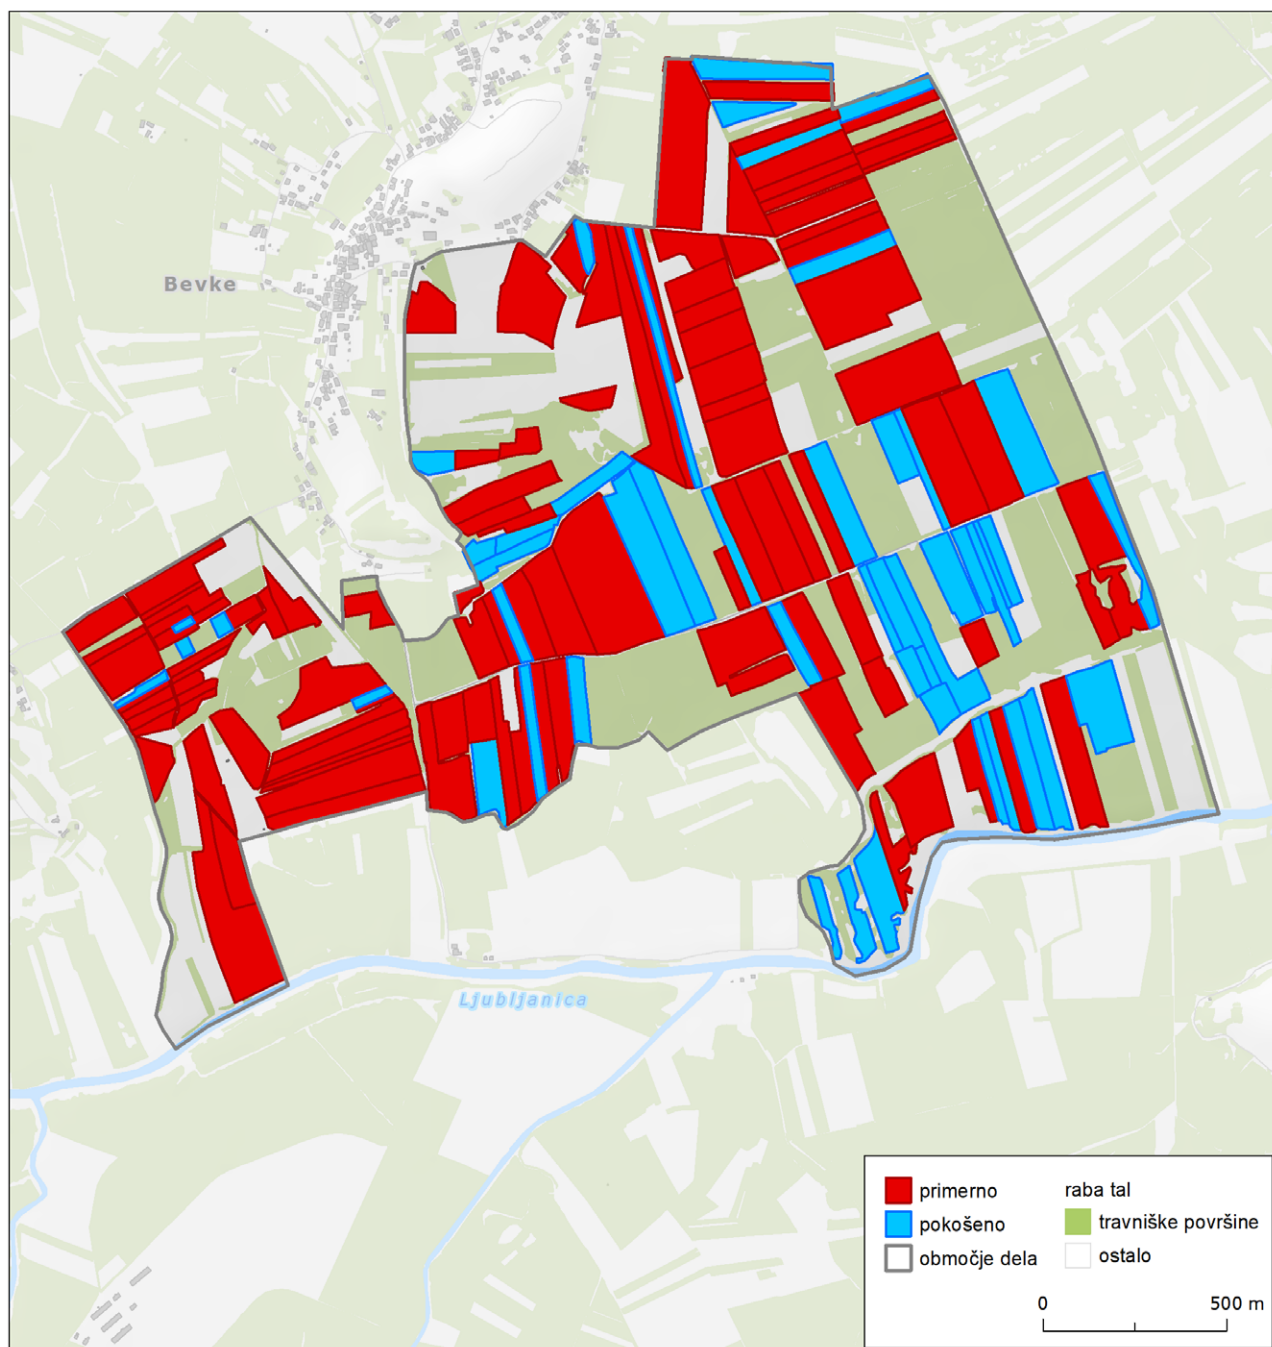 Bevke
Ljubljanica
primerno
pokošeno
območje dela
raba tal
travniške površine
ostalo
0 500 m